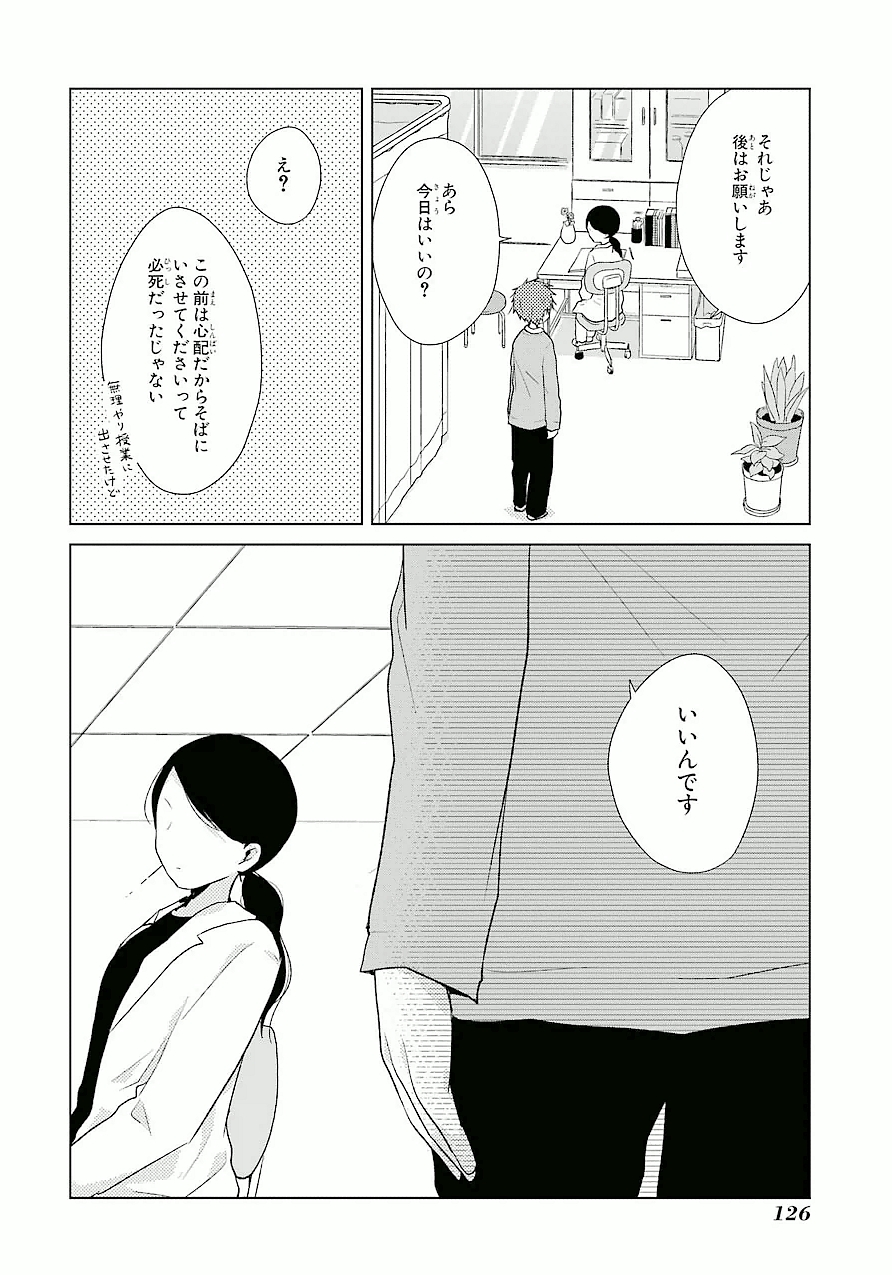 それじゃあ
後はお願いします
あら
今日はいいの？
え？
この前は心配だからそばに
いさせてくださいって
必死だったじゃない
無理やり授業に
出させたけど
いいんです
126